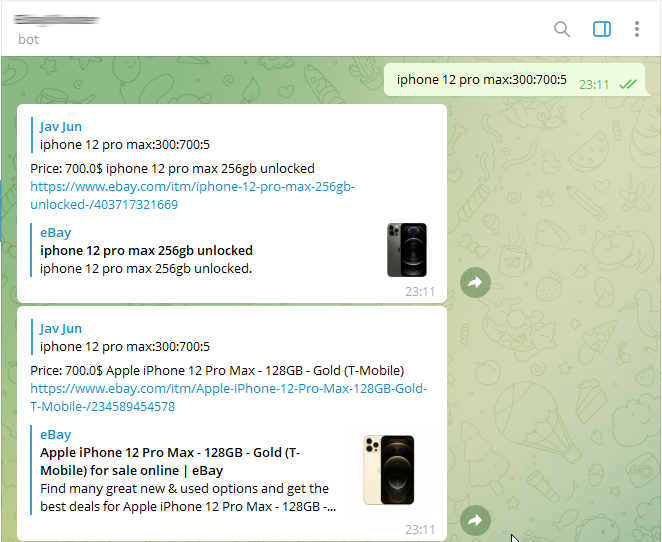 bot
iphone 12 pro max:300:700:5 23:11
Jav Jun
iphone 12 pro max:300:700:5
Price: 700.0$ iphone 12 pro max 256gb unlocked
https://www.ebay.com/itm/iphone-12-pro-max-256gb-
unlocked-/403717321669
eBay
iphone 12 pro max 256gb unlocked
iphone 12 pro max 256gb unlocked.
23:11
Jav Jun
iphone 12 pro max:300:700:5
Price: 700.0$ Apple iPhone 12 Pro Max - 128GB - Gold (T-Mobile)
https://www.ebay.com/itm/Apple-iPhone-12-Pro-Max-128GB-Gold-
T-Mobile-/234589454578
eBay
Apple iPhone 12 Pro Max - 128GB - Gold (T-
Mobile) for sale online | eBay
Find many great new & used options and get the
best deals for Apple iPhone 12 Pro Max - 128GB -...
23:11